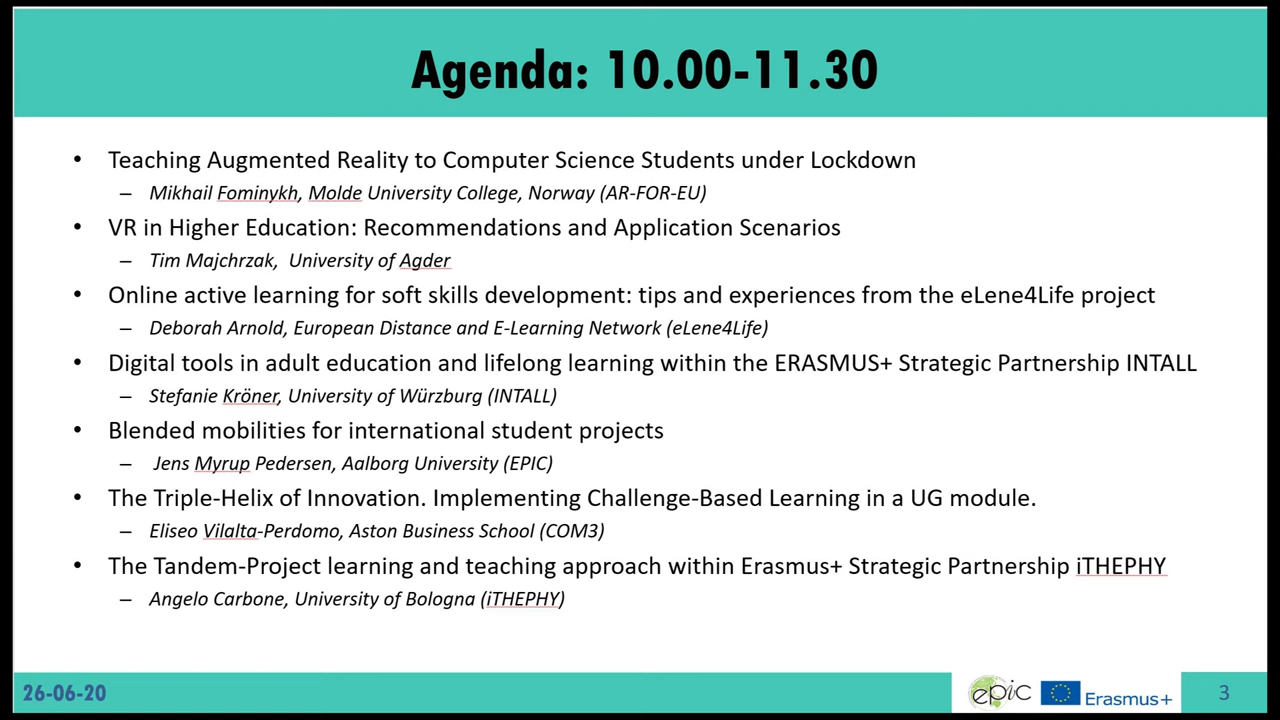 Agenda: 10.00-11.30
• Teaching Augmented Reality to Computer Science Students under Lockdown
– Mikhail Fominykh, Molde University College, Norway (AR-FOR-EU)
• VR in Higher Education: Recommendations and Application Scenarios
– Tim Majchrzak, University of Agder
• Online active learning for soft skills development: tips and experiences from the eLene4Life project
– Deborah Arnold, European Distance and E-Learning Network (eLene4Life)
• Digital tools in adult education and lifelong learning within the ERASMUS+ Strategic Partnership INTALL
– Stefanie Kröner, University of Würzburg (INTALL)
• Blended mobilities for international student projects
– Jens Myrup Pedersen, Aalborg University (EPIC)
• The Triple-Helix of Innovation. Implementing Challenge-Based Learning in a UG module.
– Eliseo Vilalta-Perdomo, Aston Business School (COM3)
• The Tandem-Project learning and teaching approach within Erasmus+ Strategic Partnership iTHEPHY
– Angelo Carbone, University of Bologna (iTHEPHY)
26-06-20
epic
Erasmus+
3